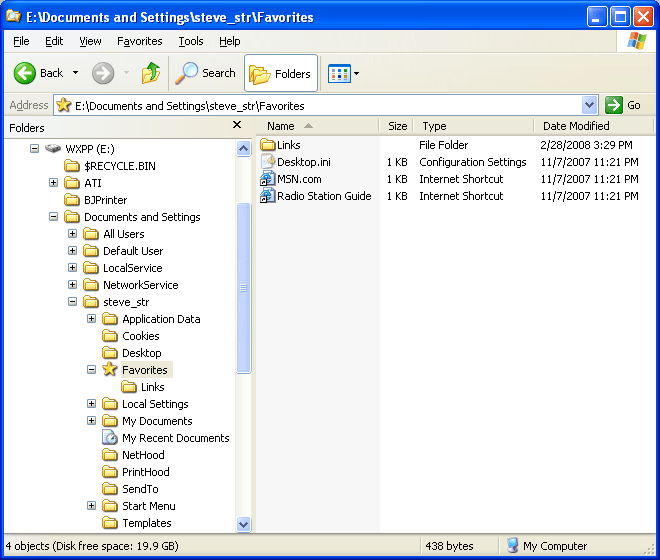 E:\Documents and Settings\steve_str\Favorites
File Edit View Favorites Tools Help
Back Search Folders
Address E:\Documents and Settings\steve_str\Favorites Go
Folders
WXPP (E:)
$RECYCLE.BIN
ATI
BJPrinter
Documents and Settings
All Users
Default User
LocalService
NetworkService
steve_str
Application Data
Cookies
Desktop
Favorites
Links
Local Settings
My Documents
My Recent Documents
NetHood
PrintHood
SendTo
Start Menu
Templates
Name Size Type Date Modified
Links File Folder 2/28/2008 3:29 PM
Desktop.ini 1 KB Configuration Settings 11/7/2007 11:21 PM
MSN.com 1 KB Internet Shortcut 11/7/2007 11:21 PM
Radio Station Guide 1 KB Internet Shortcut 11/7/2007 11:21 PM
4 objects (Disk free space: 19.9 GB) 438 bytes My Computer